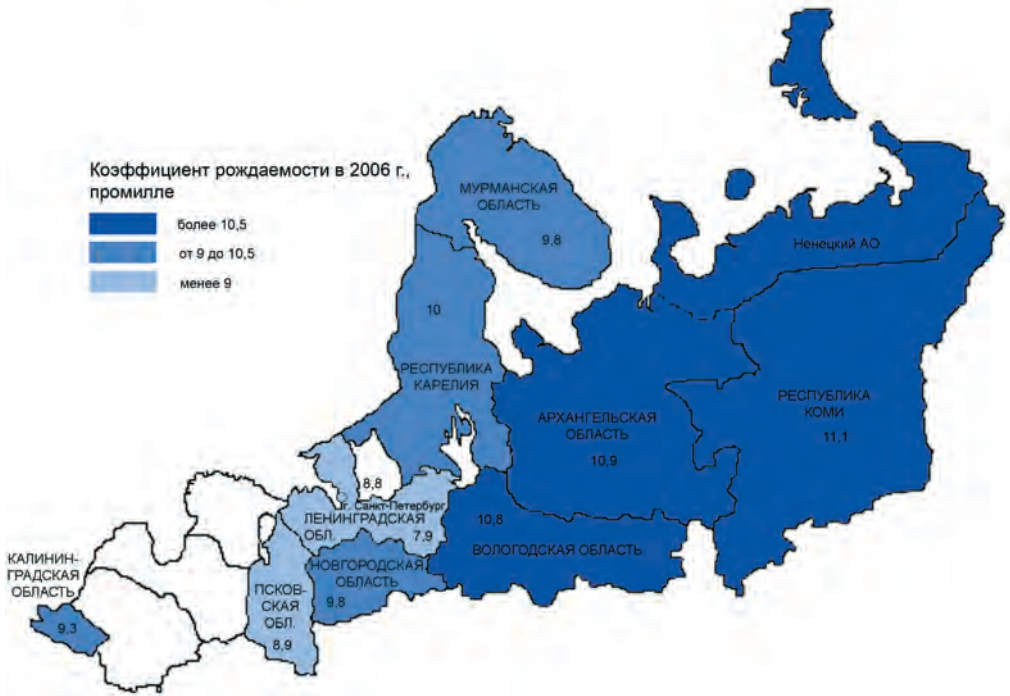 Коэффициент рождаемости в 2006 г.,
промилле
более 10,5
от 9 до 10,5
менее 9
МУРМАНСКАЯ
ОБЛАСТЬ
9,8
Ненецкий АО
10
РЕСПУБЛИКА
КАРЕЛИЯ
РЕСПУБЛИКА
КОМИ
11,1
АРХАНГЕЛЬСКАЯ
ОБЛАСТЬ
10,9
8,8
г. Санкт-Петербург
ЛЕНИНГРАДСКАЯ
ОБЛ.
7,9
10,8
ВОЛОГОДСКАЯ ОБЛАСТЬ
НОВГОРОДСКАЯ
ОБЛАСТЬ
9,8
КАЛИНИН-
ГРАДСКАЯ
ОБЛАСТЬ
9,3
ПСКОВ-
СКАЯ
ОБЛ.
8,9